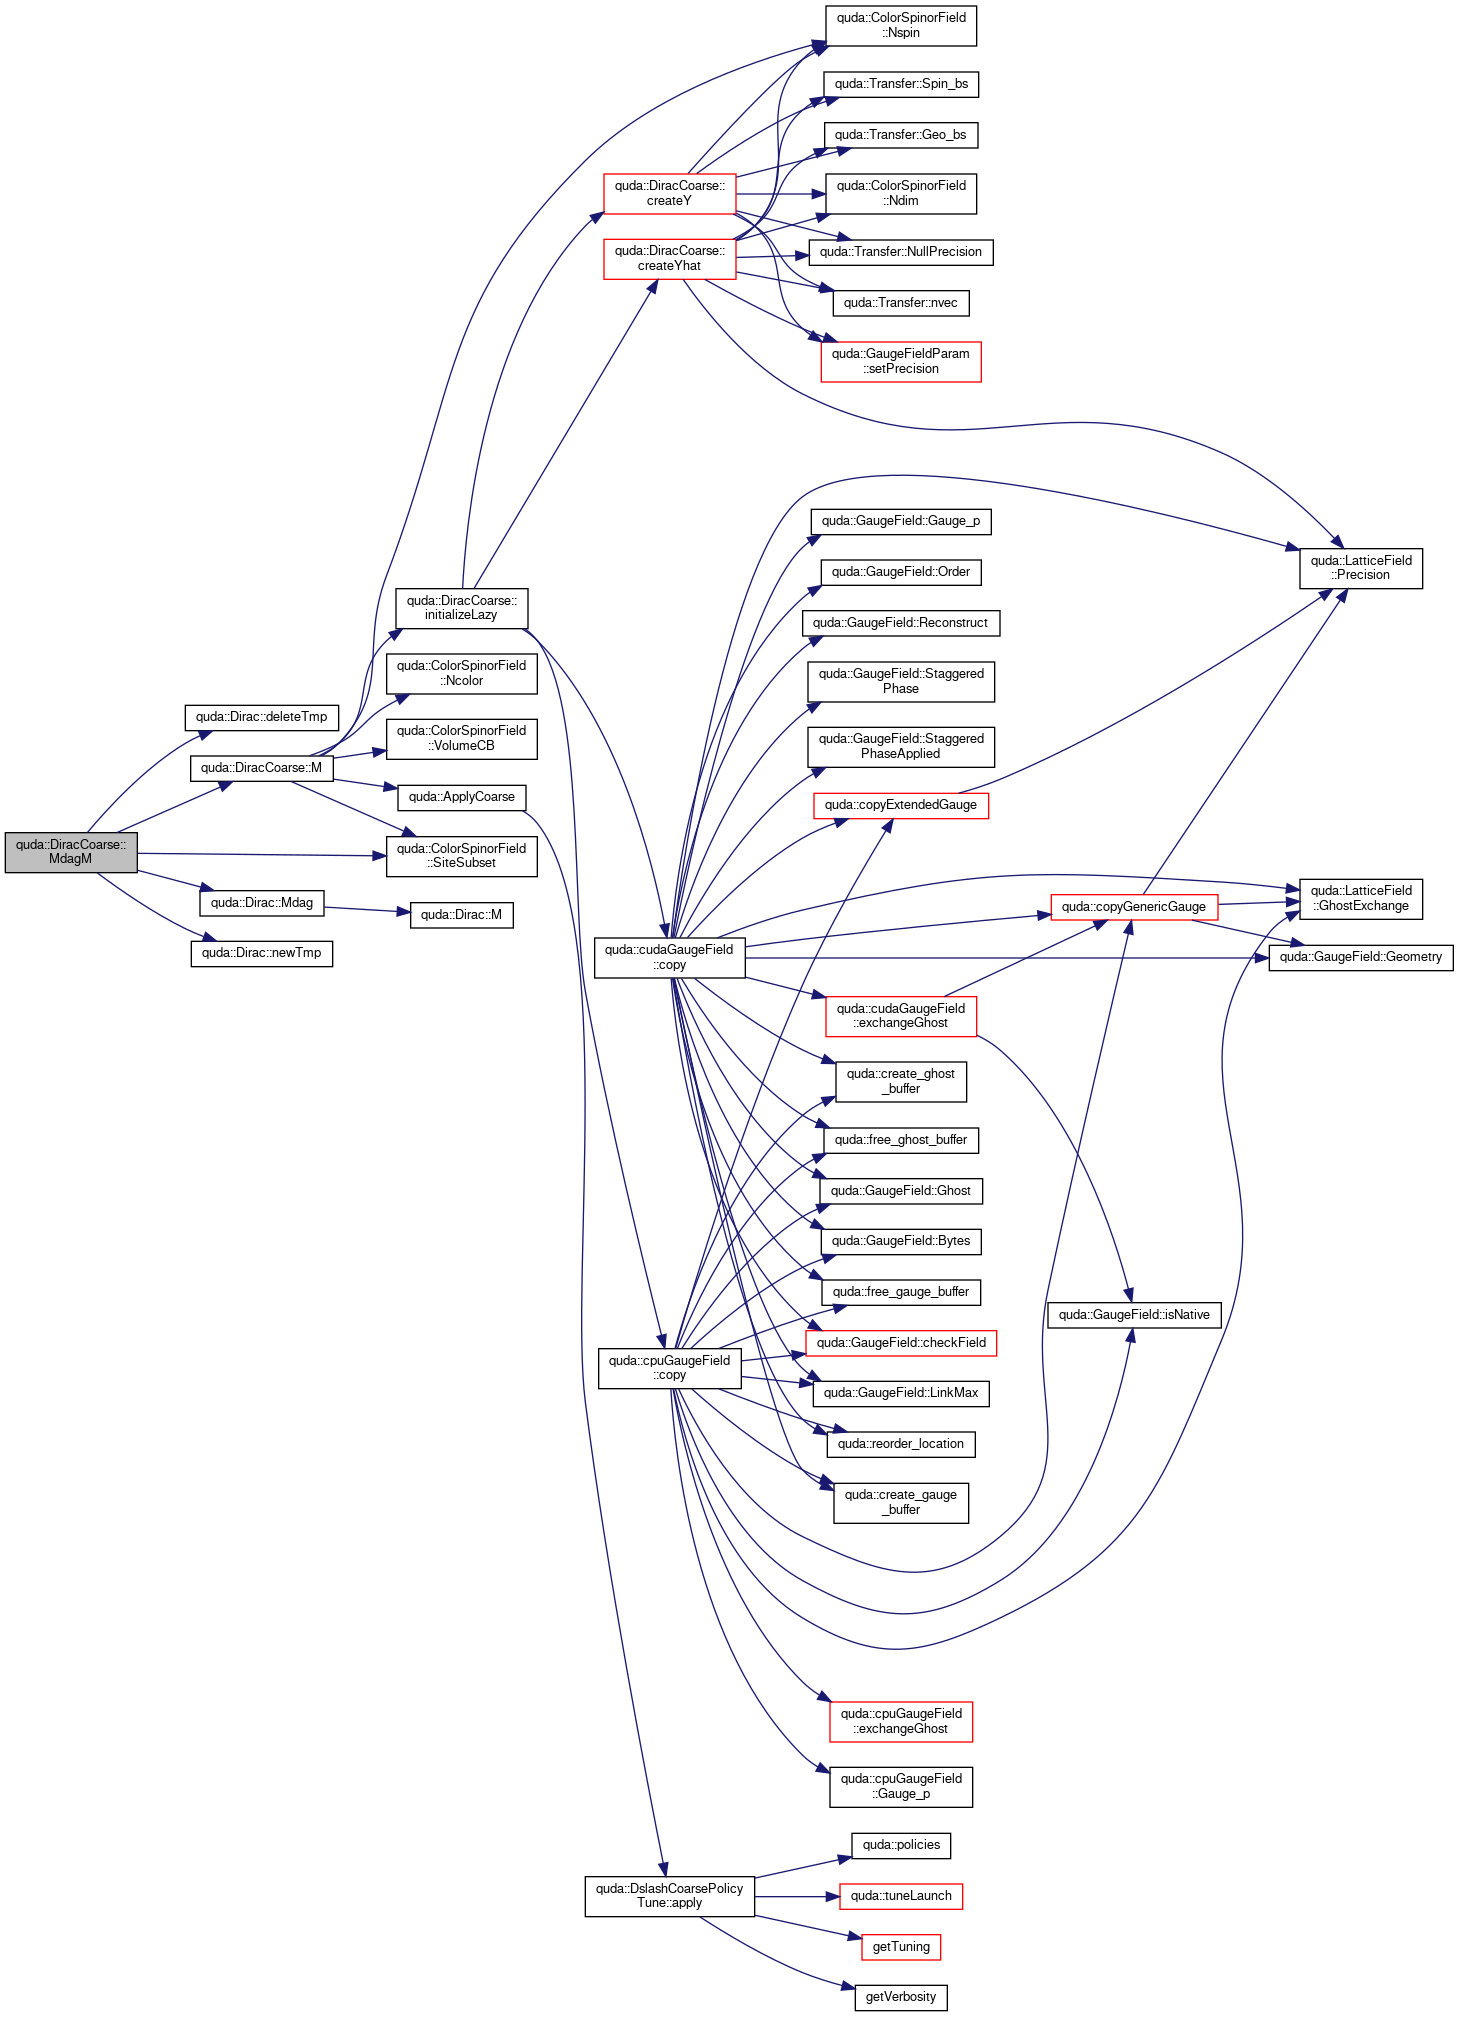 quda::DiracCoarse::
MdagM
quda::Dirac::deleteTmp
quda::DiracCoarse::M
quda::Dirac::Mdag
quda::Dirac::newTmp
quda::DiracCoarse::
initializeLazy
quda::ColorSpinorField
::Ncolor
quda::ColorSpinorField
::VolumeCB
quda::ApplyCoarse
quda::ColorSpinorField
::SiteSubset
quda::Dirac::M
quda::DiracCoarse::
createY
quda::DiracCoarse::
createYhat
quda::cudaGaugeField
::copy
quda::cpuGaugeField
::copy
quda::DslashCoarsePolicy
Tune::apply
quda::ColorSpinorField
::Nspin
quda::Transfer::Spin_bs
quda::Transfer::Geo_bs
quda::ColorSpinorField
::Ndim
quda::Transfer::NullPrecision
quda::Transfer::nvec
quda::GaugeFieldParam
::setPrecision
quda::GaugeField::Gauge_p
quda::GaugeField::Order
quda::GaugeField::Reconstruct
quda::GaugeField::Staggered
Phase
quda::GaugeField::Staggered
PhaseApplied
quda::copyExtendedGauge
quda::cudaGaugeField
::exchangeGhost
quda::create_ghost
_buffer
quda::free_ghost_buffer
quda::GaugeField::Ghost
quda::GaugeField::Bytes
quda::free_gauge_buffer
quda::GaugeField::checkField
quda::GaugeField::LinkMax
quda::reorder_location
quda::create_gauge
_buffer
quda::cpuGaugeField
::exchangeGhost
quda::cpuGaugeField
::Gauge_p
quda::policies
quda::tuneLaunch
getTuning
getVerbosity
quda::copyGenericGauge
quda::GaugeField::isNative
quda::LatticeField
::Precision
quda::LatticeField
::GhostExchange
quda::GaugeField::Geometry